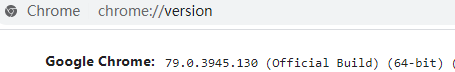 Chrome chrome://version
Google Chrome: 79.0.3945.130 (Official Build) (64-bit) (